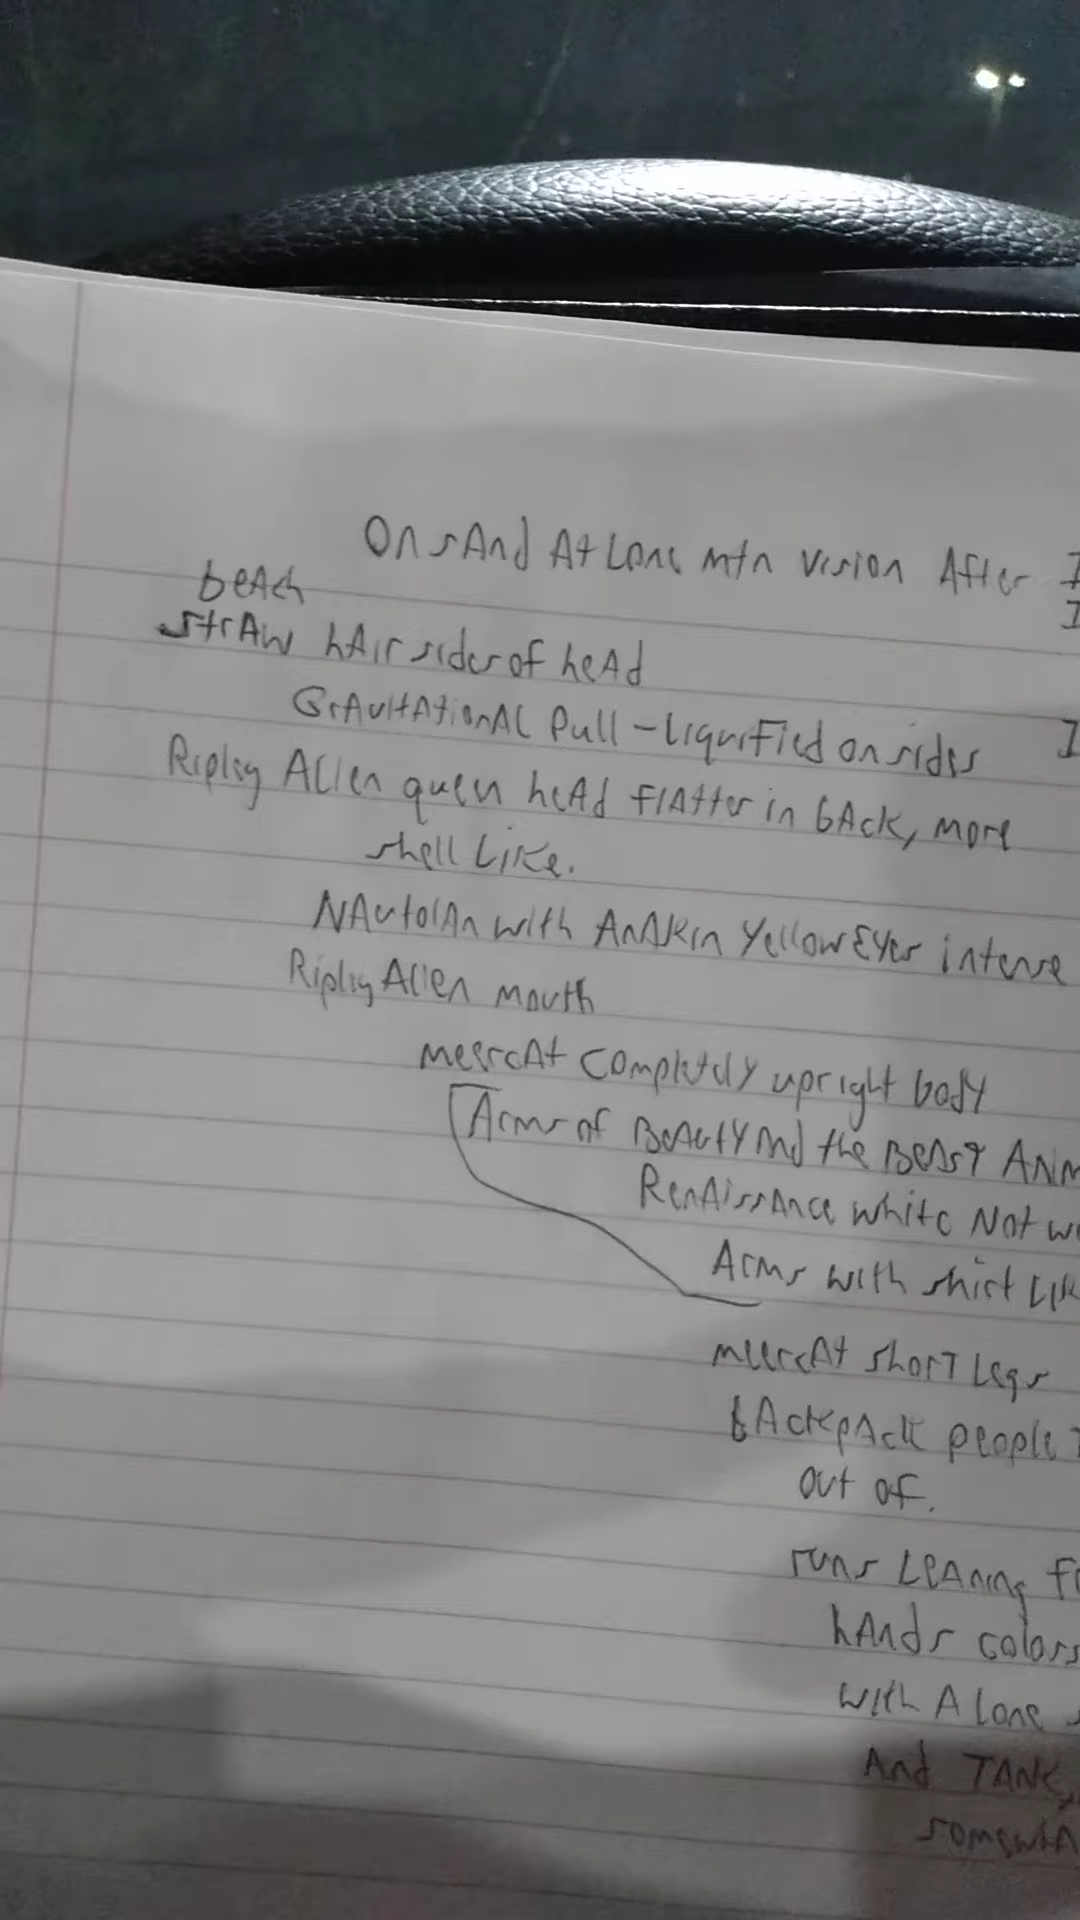 On sAnd At Lone mtn vision After I
beAch
I
strAw hAir sides of heAd
GrAvitAtionAL Pull - Liquified on sides
I
Ripley ALien queen heAd flAtter in bAck, more
shell Like.
NAutolAn with AnAkin Yellow Eyes intense
Ripley ALien mouth
meercAt completely upright body
Arms of BeAutY And the BeAsT ANIM
RenAissAnce white Not
Arms with shirt
meercAt shorT Legs
bAckpAck people
out of.
runs LeAning
hAnds colors
with A Lone
And TANK,